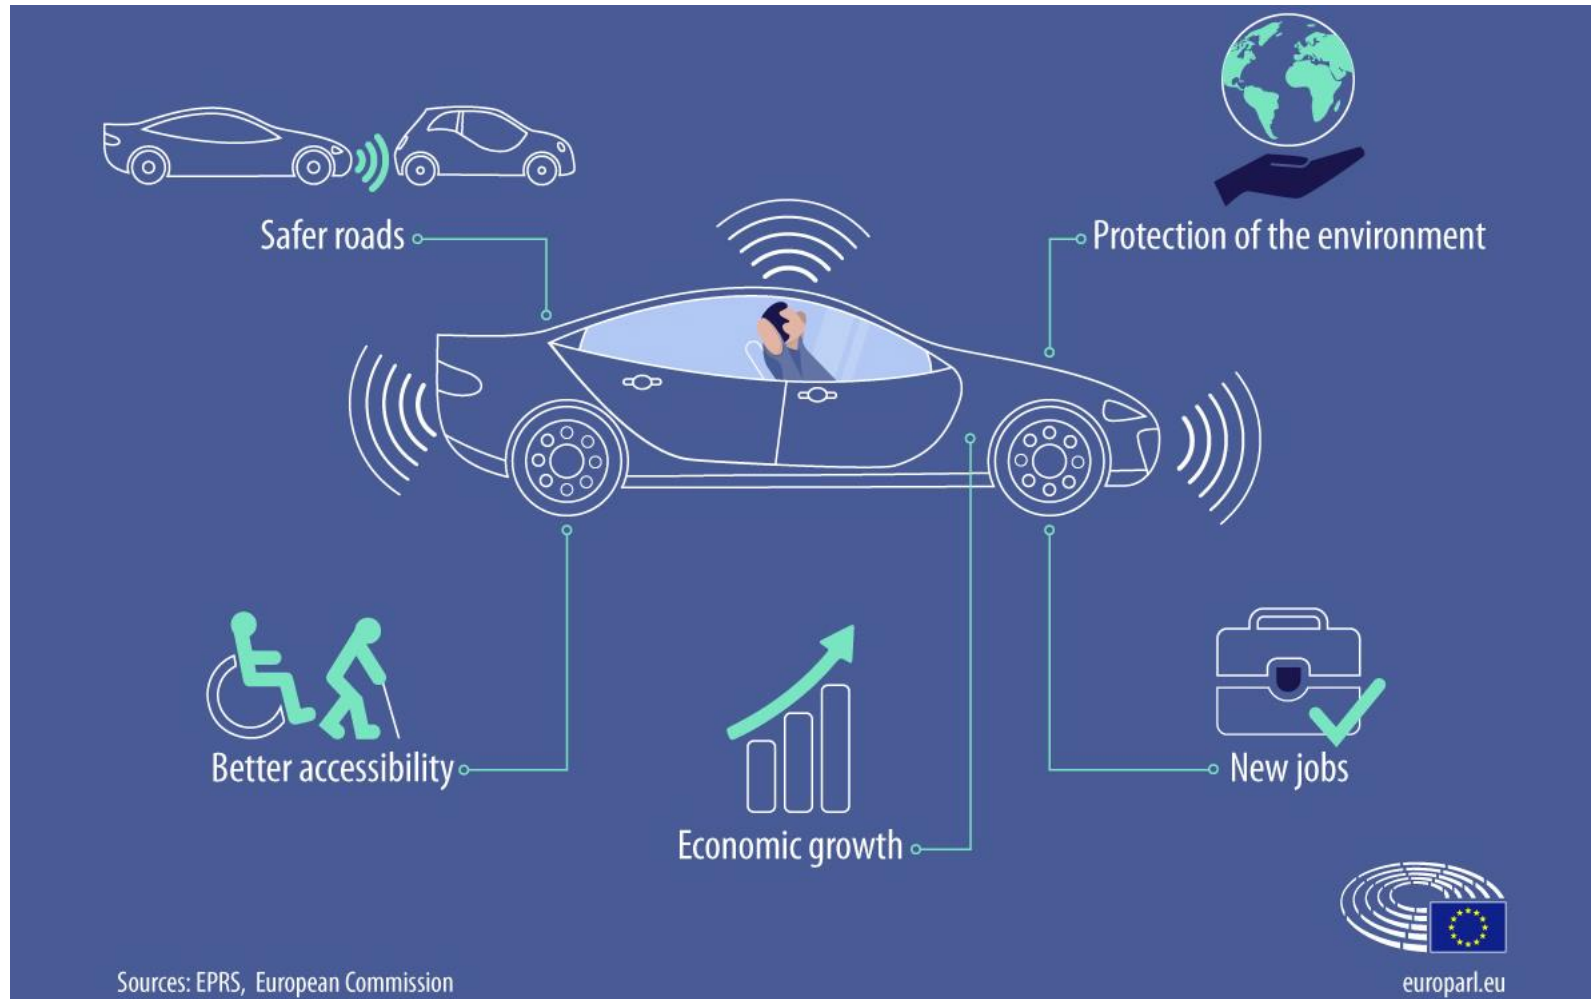 Safer roads
Protection of the environment
Better accessibility
New jobs
Economic growth
Sources: EPRS, European Commission
europarl.eu